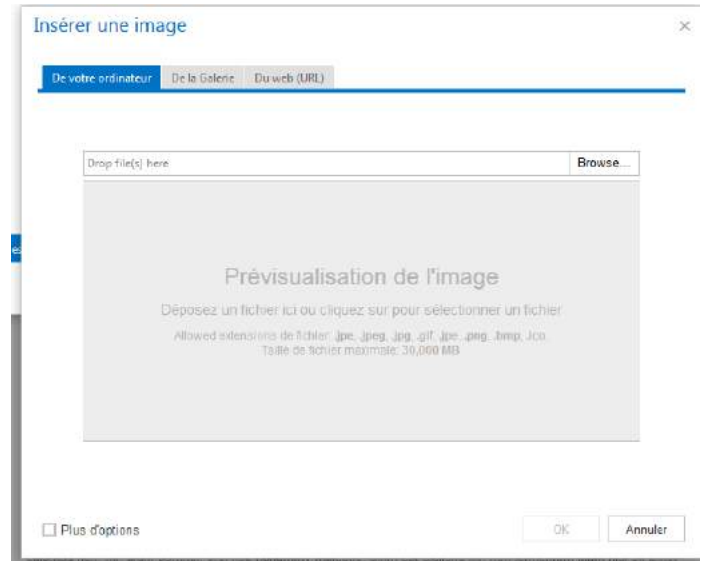 Insérer une image
De votre ordinateur De la Galerie Du web (URL)
Drop file(s) here Browse...
Prévisualisation de l'image
Déposez un fichier ici ou cliquez sur pour sélectionner un fichier
Allowed extensions de fichier: .jpe, .jpeg, .jpg, .gif, .jpe, .png, .bmp, .ico.
Taille de fichier maximale: 30,000 MB
Plus d'options OK Annuler